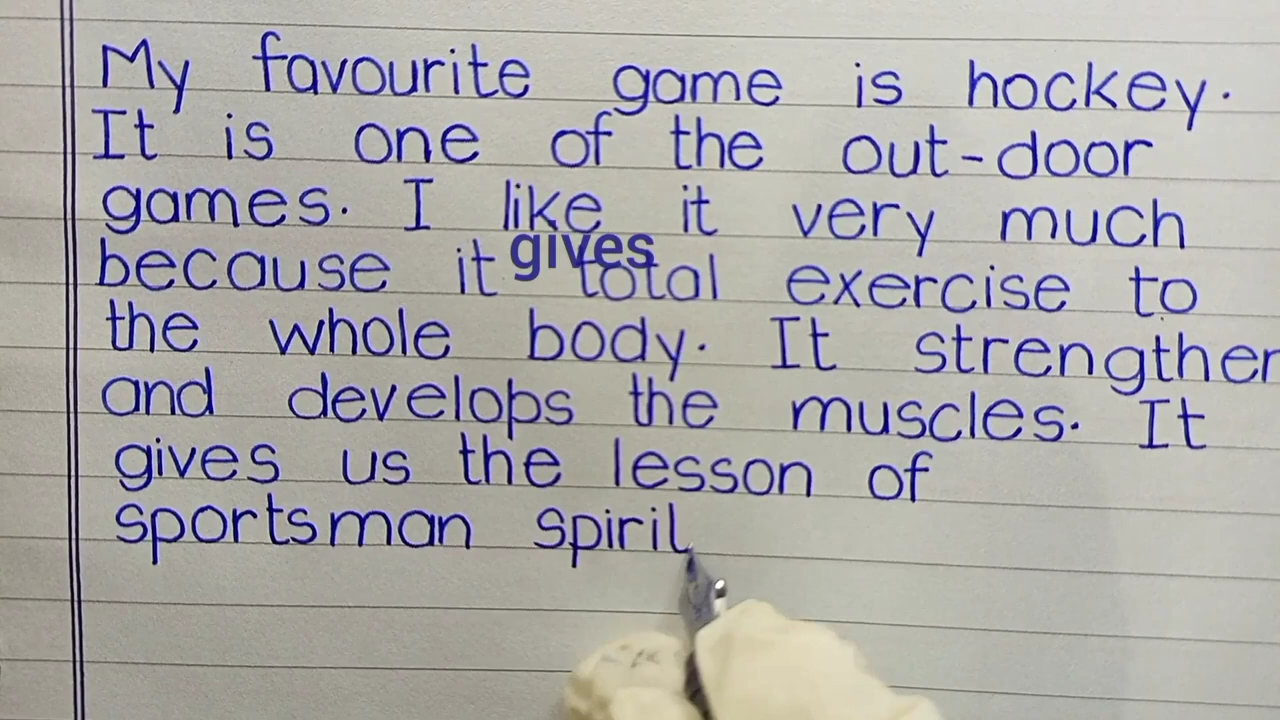 My favourite game is hockey.
It is one of the out-door
games. I like it very much
because it gives total exercise to
the whole body. It strengthen
and develops the muscles. It
gives us the lesson of
sportsman spiril